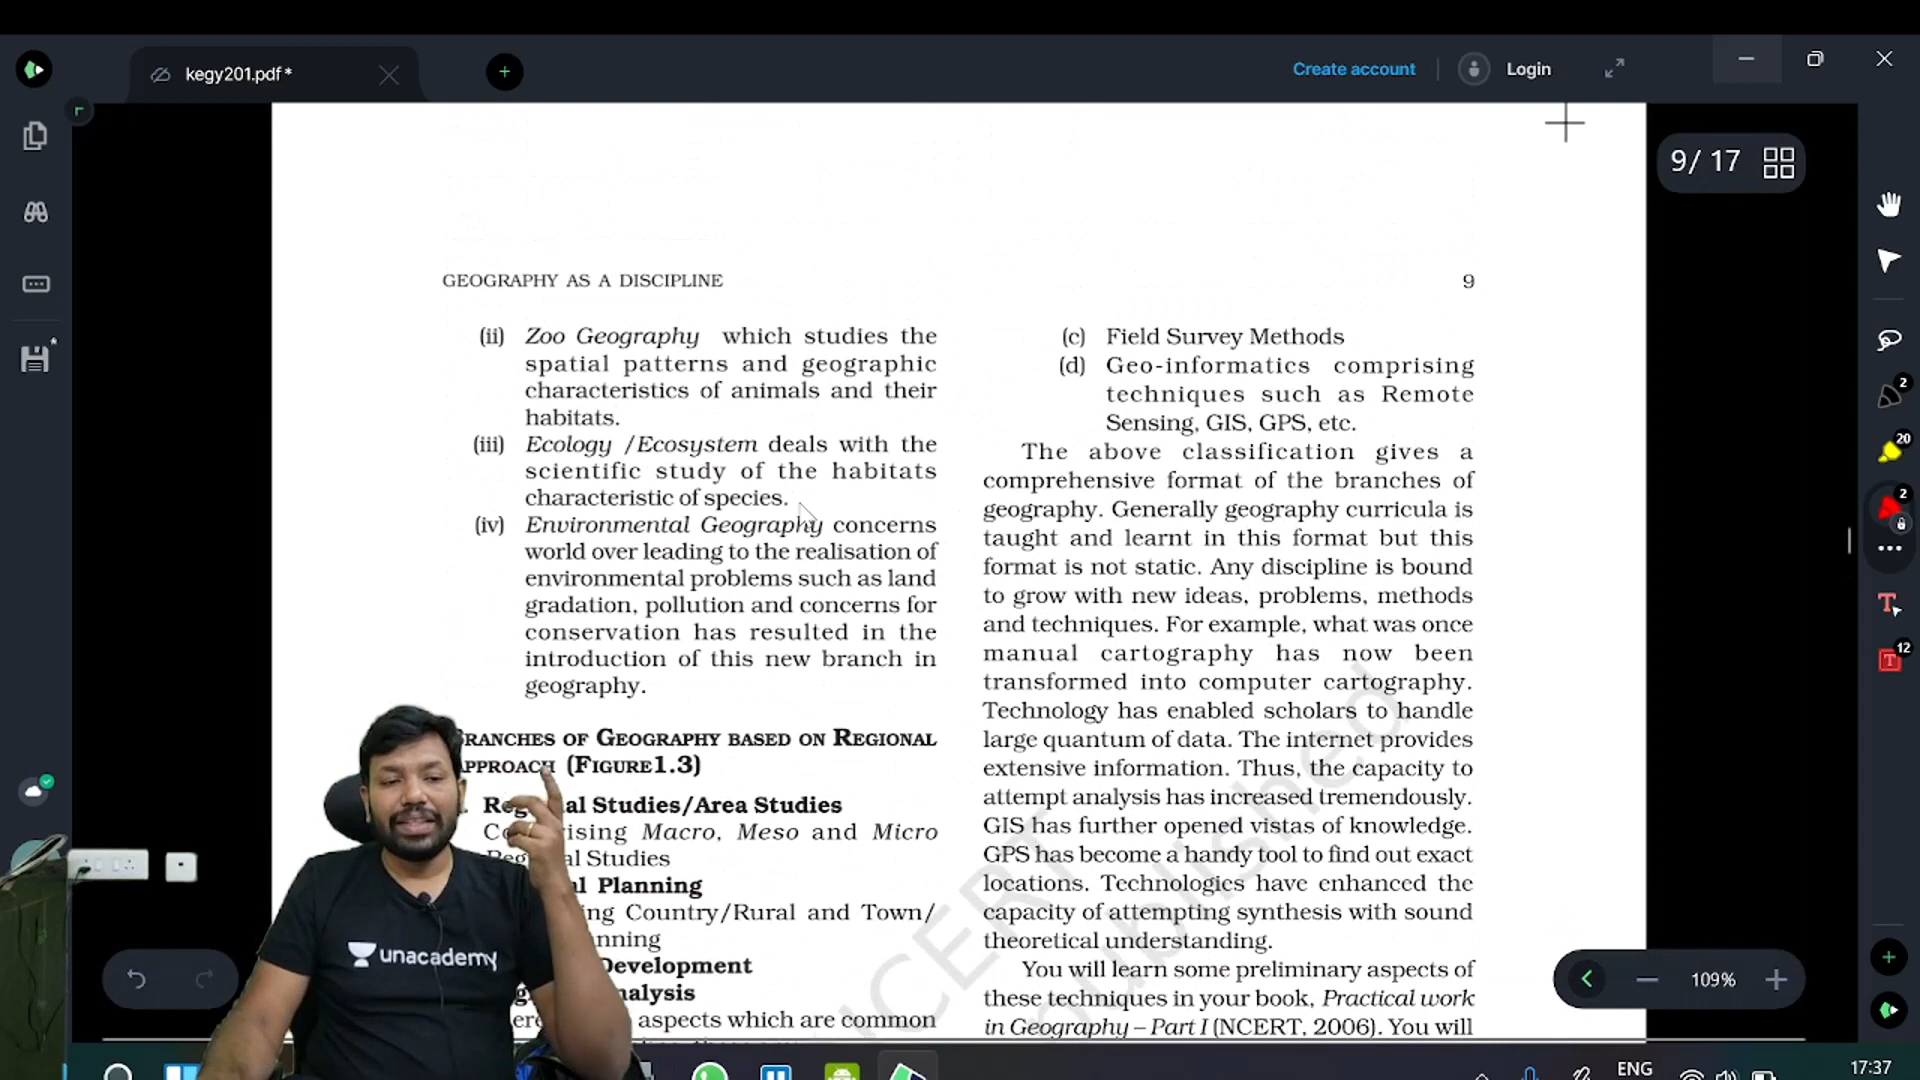 kegy201.pdf*
Create account
Login
9/ 17
GEOGRAPHY AS A DISCIPLINE
9
(ii) Zoo Geography which studies the
spatial patterns and geographic
characteristics of animals and their
habitats.
(iii) Ecology /Ecosystem deals with the
scientific study of the habitats
characteristic of species.
(iv) Environmental Geography concerns
world over leading to the realisation of
environmental problems such as land
gradation, pollution and concerns for
conservation has resulted in the
introduction of this new branch in
geography.
BRANCHES OF GEOGRAPHY BASED ON REGIONAL
APPROACH (FIGURE1.3)
Regional Studies/Area Studies
Comprising Macro, Meso and Micro
Regional Studies
Planning
Country/Rural and Town/
Development
Analysis
aspects which are common
(c) Field Survey Methods
(d) Geo-informatics comprising
techniques such as Remote
Sensing, GIS, GPS, etc.
The above classification gives a
comprehensive format of the branches of
geography. Generally geography curricula is
taught and learnt in this format but this
format is not static. Any discipline is bound
to grow with new ideas, problems, methods
and techniques. For example, what was once
manual cartography has now been
transformed into computer cartography.
Technology has enabled scholars to handle
large quantum of data. The internet provides
extensive information. Thus, the capacity to
attempt analysis has increased tremendously.
GIS has further opened vistas of knowledge.
GPS has become a handy tool to find out exact
locations. Technologies have enhanced the
capacity of attempting synthesis with sound
theoretical understanding.
You will learn some preliminary aspects of
these techniques in your book, Practical work
in Geography – Part I (NCERT, 2006). You will
unacademy
2
20
2
12
109%
ENG
17:37